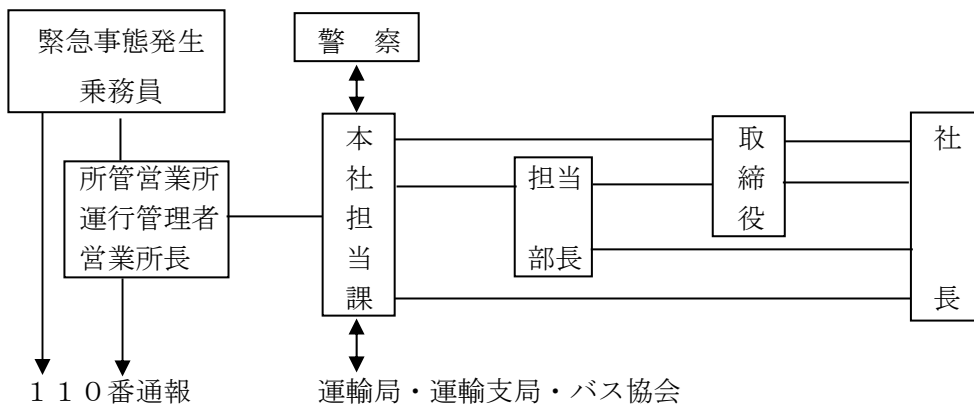 緊急事態発生
乗務員
警　察
所管営業所
運行管理者
営業所長
本社担当課
担当
部長
取締役
社長
１１０番通報
運輸局・運輸支局・バス協会